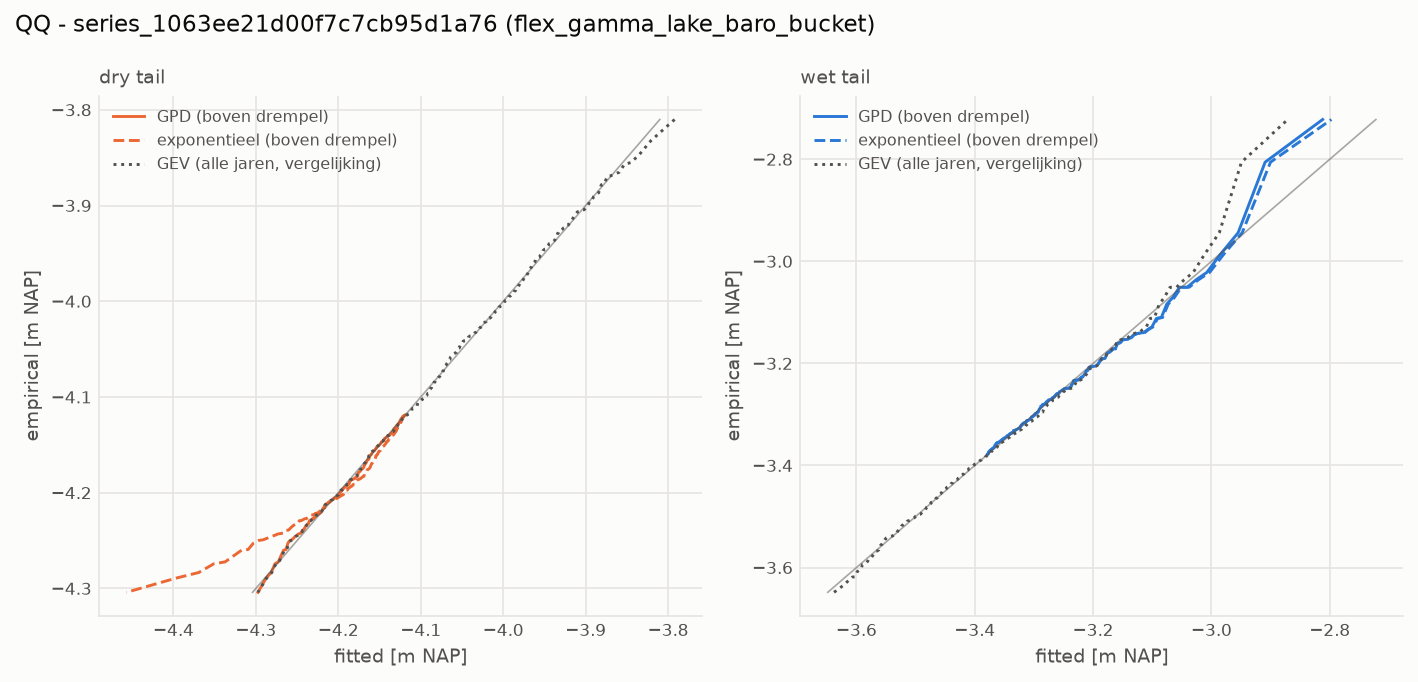 QQ - series_1063ee21d00f7c7cb95d1a76 (flex_gamma_lake_baro_bucket)
dry tail
GPD (boven drempel)
exponentieel (boven drempel)
GEV (alle jaren, vergelijking)
−3.8
−3.9
−4.0
−4.1
−4.2
−4.3
empirical [m NAP]
−4.4
−4.3
−4.2
−4.1
−4.0
−3.9
−3.8
fitted [m NAP]
wet tail
GPD (boven drempel)
exponentieel (boven drempel)
GEV (alle jaren, vergelijking)
−2.8
−3.0
−3.2
−3.4
−3.6
empirical [m NAP]
−3.6
−3.4
−3.2
−3.0
−2.8
fitted [m NAP]